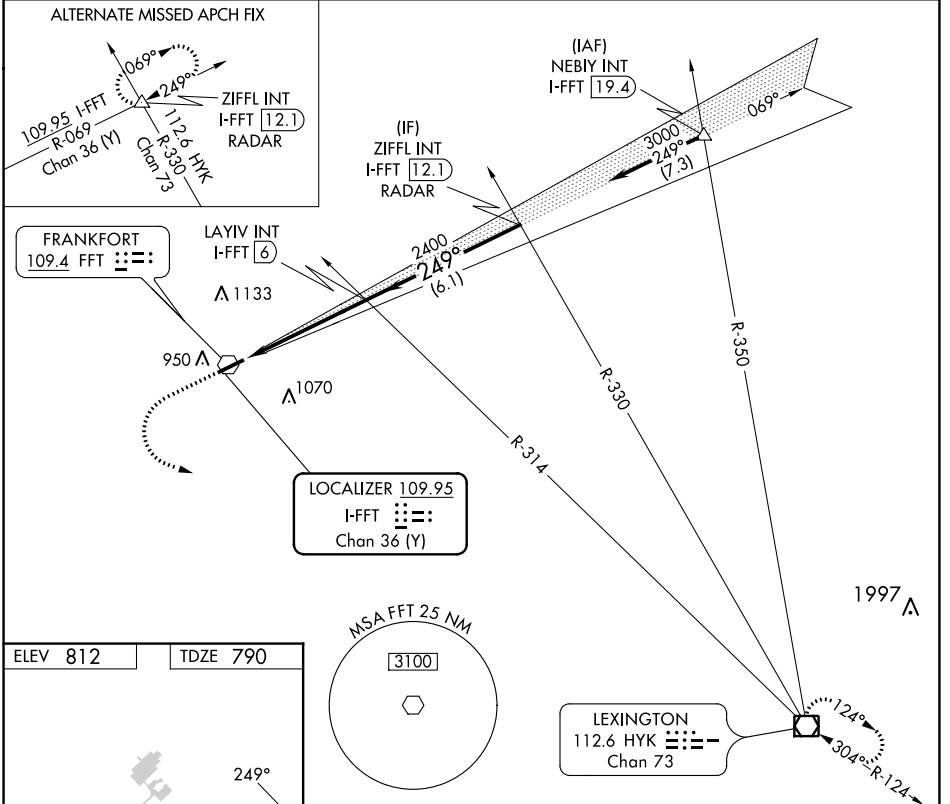 ALTERNATE MISSED APCH FIX
069°
249°
ZIFFL INT
I-FFT 12.1
RADAR
109.95 I-FFT
R-069
Chan 36 (Y)
112.6 HYK
R-330
Chan 73
(IAF)
NEBIY INT
I-FFT 19.4
069°
3000
249°
(7.3)
(IF)
ZIFFL INT
I-FFT 12.1
RADAR
LAYIV INT
I-FFT 6
2400
249°
(6.1)
FRANKFORT
109.4 FFT
1133
950
1070
R-350
R-330
R-314
LOCALIZER 109.95
I-FFT
Chan 36 (Y)
1997
MSA FFT 25 NM
3100
ELEV 812
TDZE 790
249°
LEXINGTON
112.6 HYK
Chan 73
124°
304°
R-124